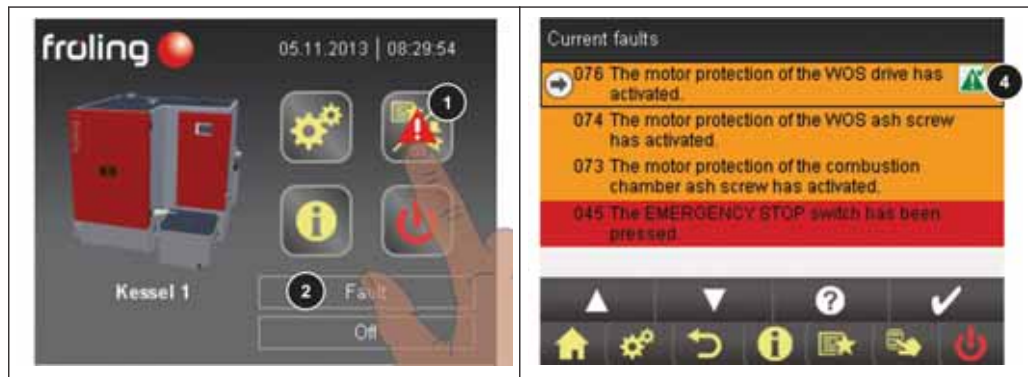 fröling
05.11.2013 | 08:29:54
1
Kessel 1
2 Fault
Off
Current faults
076 The motor protection of the WOS drive has
activated.
4
074 The motor protection of the WOS ash screw
has activated.
073 The motor protection of the combustion
chamber ash screw has activated.
045 The EMERGENCY STOP switch has been
pressed.